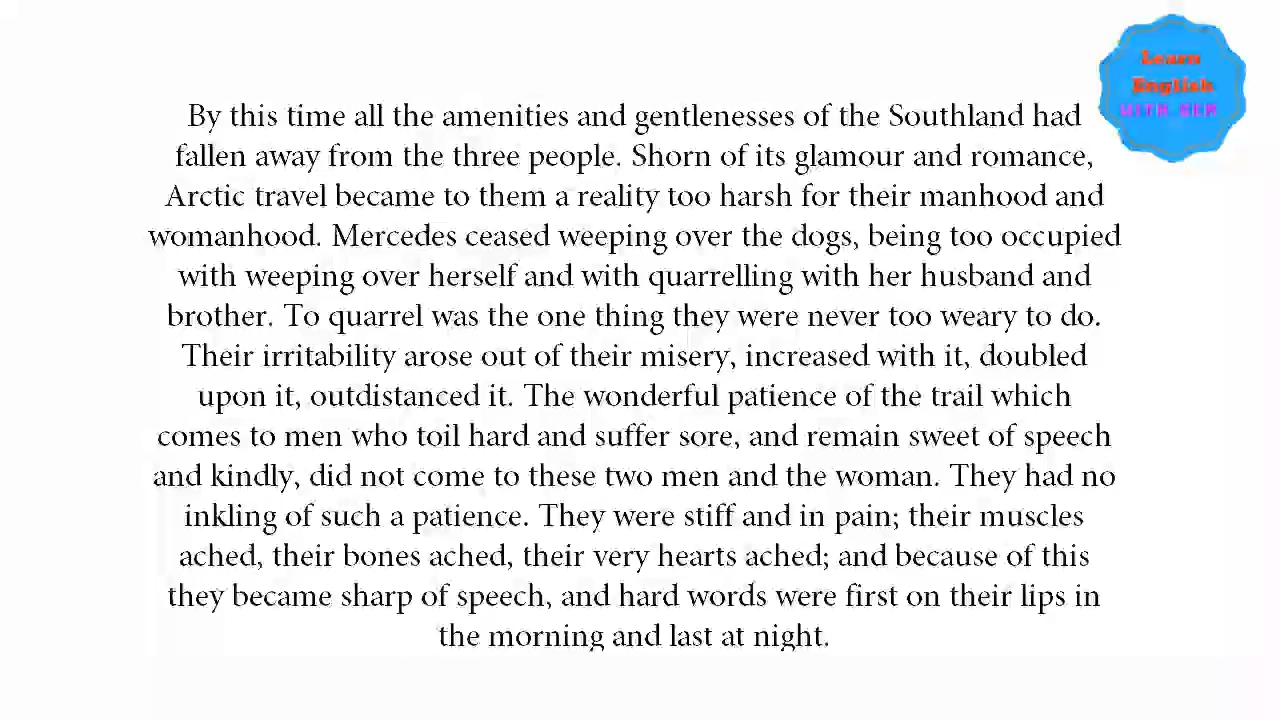 Learn
English
By this time all the amenities and gentlenesses of the Southland had
fallen away from the three people. Shorn of its glamour and romance,
Arctic travel became to them a reality too harsh for their manhood and
womanhood. Mercedes ceased weeping over the dogs, being too occupied
with weeping over herself and with quarrelling with her husband and
brother. To quarrel was the one thing they were never too weary to do.
Their irritability arose out of their misery, increased with it, doubled
upon it, outdistanced it. The wonderful patience of the trail which
comes to men who toil hard and suffer sore, and remain sweet of speech
and kindly, did not come to these two men and the woman. They had no
inkling of such a patience. They were stiff and in pain; their muscles
ached, their bones ached, their very hearts ached; and because of this
they became sharp of speech, and hard words were first on their lips in
the morning and last at night.